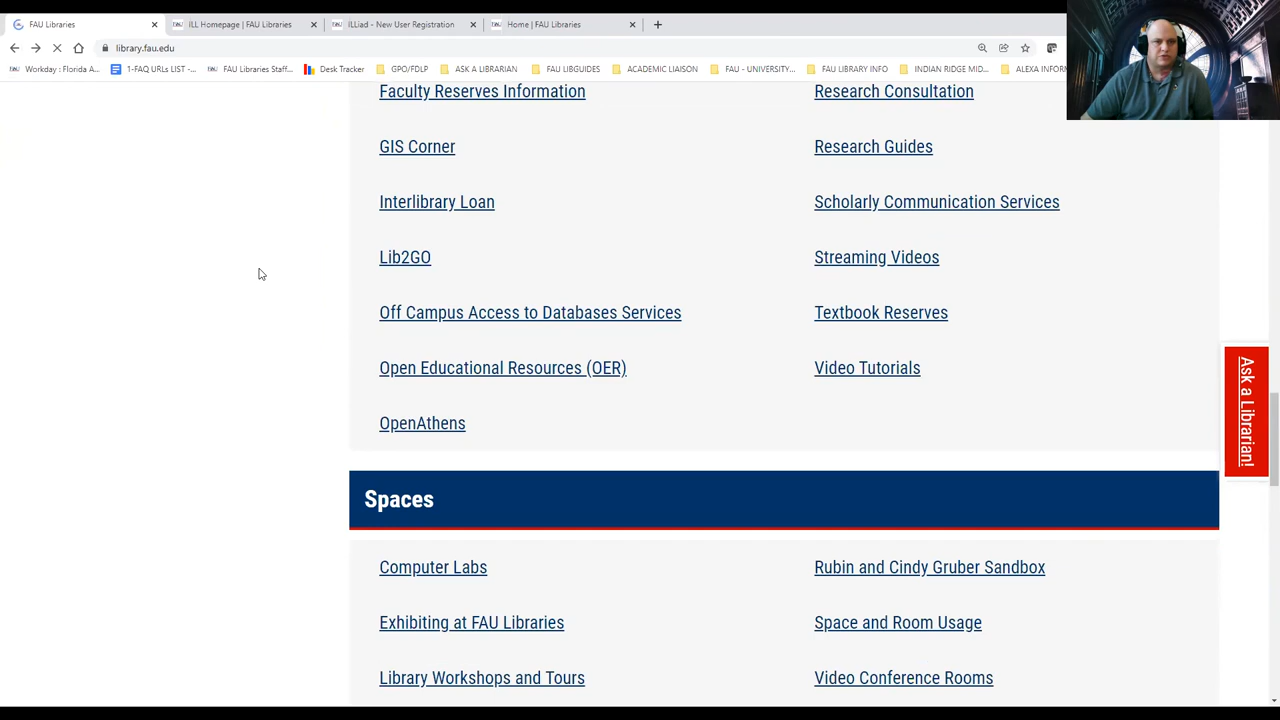 FAU Libraries
ILL Homepage | FAU Libraries
ILLiad - New User Registration
Home | FAU Libraries
library.fau.edu
Workday : Florida A...
1-FAQ URLs LIST -...
FAU Libraries Staff...
Desk Tracker
GPO/FDLP
ASK A LIBRARIAN
FAU LIBGUIDES
ACADEMIC LIAISON
FAU - UNIVERSITY...
FAU LIBRARY INFO
INDIAN RIDGE MID...
ALEXA INFORM
Faculty Reserves Information
Research Consultation
GIS Corner
Research Guides
Interlibrary Loan
Scholarly Communication Services
Lib2GO
Streaming Videos
Off Campus Access to Databases Services
Textbook Reserves
Open Educational Resources (OER)
Video Tutorials
OpenAthens
Ask a Librarian!
Spaces
Computer Labs
Rubin and Cindy Gruber Sandbox
Exhibiting at FAU Libraries
Space and Room Usage
Library Workshops and Tours
Video Conference Rooms